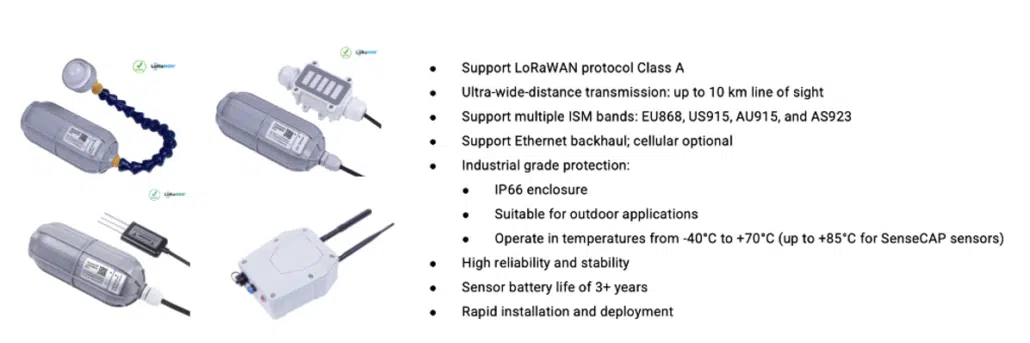 LoRaWAN
LoRaWAN
LoRaWAN
Support LoRaWAN protocol Class A
Ultra-wide-distance transmission: up to 10 km line of sight
Support multiple ISM bands: EU868, US915, AU915, and AS923
Support Ethernet backhaul; cellular optional
Industrial grade protection:
IP66 enclosure
Suitable for outdoor applications
Operate in temperatures from -40°C to +70°C (up to +85°C for SenseCAP sensors)
High reliability and stability
Sensor battery life of 3+ years
Rapid installation and deployment